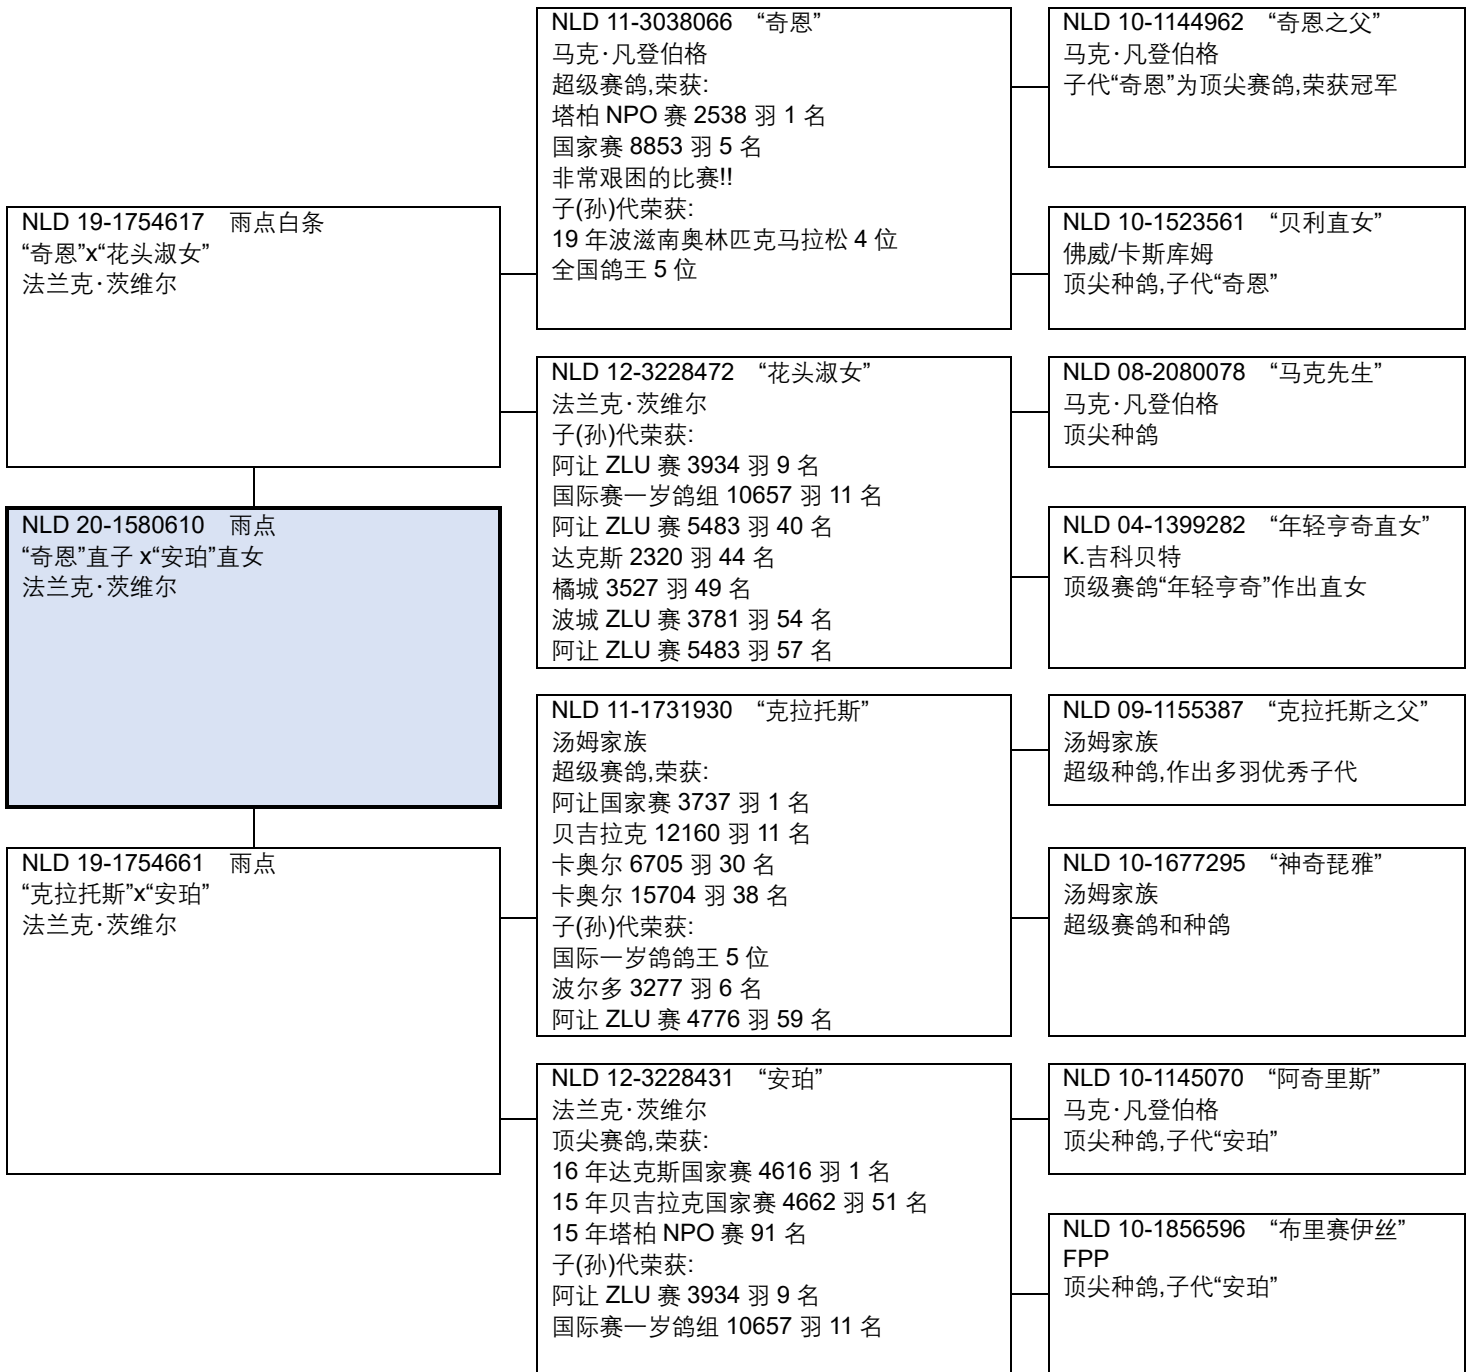 NLD 19-1754617 雨点白条
“奇恩”x“花头淑女”
法兰克·茨维尔
NLD 20-1580610 雨点
“奇恩”直子 x“安珀”直女
法兰克·茨维尔
NLD 19-1754661 雨点
“克拉托斯”x“安珀”
法兰克·茨维尔
NLD 11-3038066 “奇恩”
马克·凡登伯格
超级赛鸽,荣获:
塔柏 NPO 赛 2538 羽 1 名
国家赛 8853 羽 5 名
非常艰困的比赛!!
子(孙)代荣获:
19 年波滋南奥林匹克马拉松 4 位
全国鸽王 5 位
NLD 12-3228472 “花头淑女”
法兰克·茨维尔
子(孙)代荣获:
阿让 ZLU 赛 3934 羽 9 名
国际赛一岁鸽组 10657 羽 11 名
阿让 ZLU 赛 5483 羽 40 名
达克斯 2320 羽 44 名
橘城 3527 羽 49 名
波城 ZLU 赛 3781 羽 54 名
阿让 ZLU 赛 5483 羽 57 名
NLD 11-1731930 “克拉托斯”
汤姆家族
超级赛鸽,荣获:
阿让国家赛 3737 羽 1 名
贝吉拉克 12160 羽 11 名
卡奥尔 6705 羽 30 名
卡奥尔 15704 羽 38 名
子(孙)代荣获:
国际一岁鸽鸽王 5 位
波尔多 3277 羽 6 名
阿让 ZLU 赛 4776 羽 59 名
NLD 12-3228431 “安珀”
法兰克·茨维尔
顶尖赛鸽,荣获:
16 年达克斯国家赛 4616 羽 1 名
15 年贝吉拉克国家赛 4662 羽 51 名
15 年塔柏 NPO 赛 91 名
子(孙)代荣获:
阿让 ZLU 赛 3934 羽 9 名
国际赛一岁鸽组 10657 羽 11 名
NLD 10-1144962 “奇恩之父”
马克·凡登伯格
子代“奇恩”为顶尖赛鸽,荣获冠军
NLD 10-1523561 “贝利直女”
佛威/卡斯库姆
顶尖种鸽,子代“奇恩”
NLD 08-2080078 “马克先生”
马克·凡登伯格
顶尖种鸽
NLD 04-1399282 “年轻亨奇直女”
K.吉科贝特
顶级赛鸽“年轻亨奇”作出直女
NLD 09-1155387 “克拉托斯之父”
汤姆家族
超级种鸽,作出多羽优秀子代
NLD 10-1677295 “神奇琵雅”
汤姆家族
超级赛鸽和种鸽
NLD 10-1145070 “阿奇里斯”
马克·凡登伯格
顶尖种鸽,子代“安珀”
NLD 10-1856596 “布里赛伊丝”
FPP
顶尖种鸽,子代“安珀”